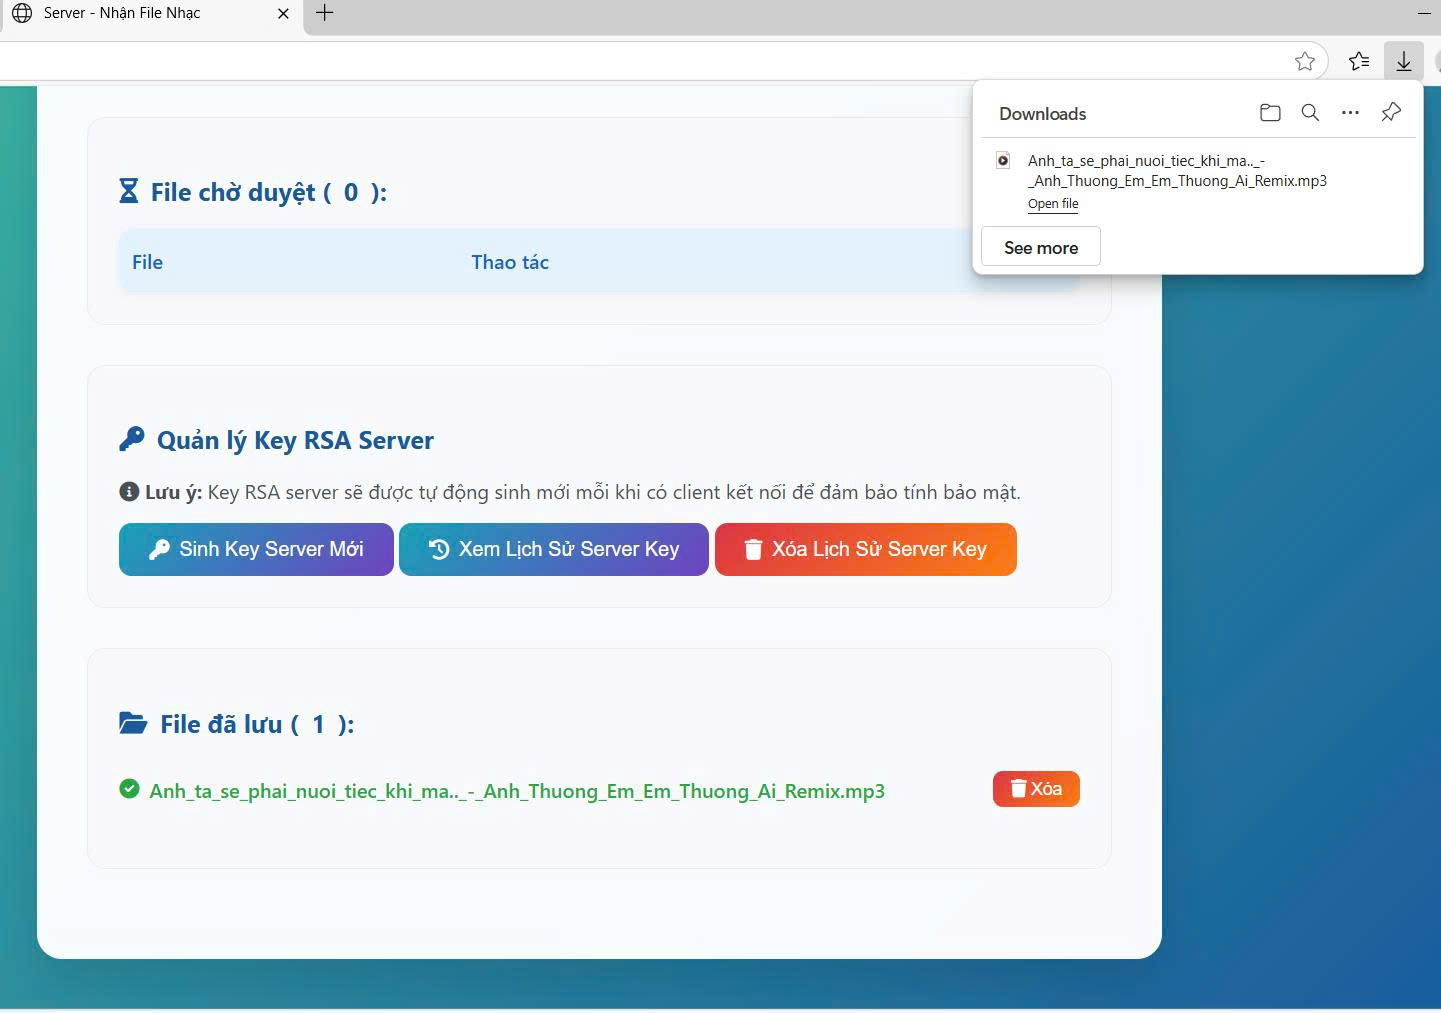 Server - Nhận File Nhạc
Downloads
Anh_ta_se_phai_nuoi_tiec_khi_ma.._-
_Anh_Thuong_Em_Em_Thuong_Ai_Remix.mp3
Open file
See more
File chờ duyệt ( 0 ):
File Thao tác
Quản lý Key RSA Server
Lưu ý: Key RSA server sẽ được tự động sinh mới mỗi khi có client kết nối để đảm bảo tính bảo mật.
Sinh Key Server Mới Xem Lịch Sử Server Key Xóa Lịch Sử Server Key
File đã lưu ( 1 ):
Anh_ta_se_phai_nuoi_tiec_khi_ma.._-_Anh_Thuong_Em_Em_Thuong_Ai_Remix.mp3 Xóa